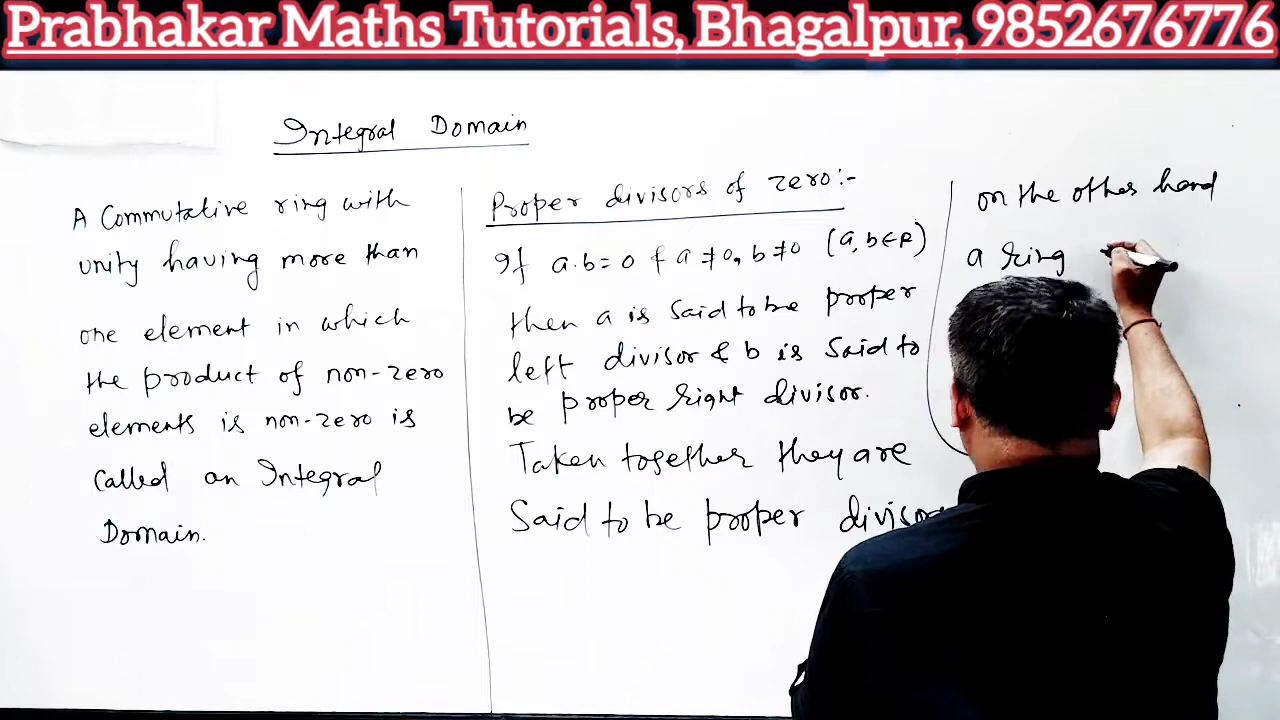 Prabhakar Maths Tutorials, Bhagalpur, 9852676776
Integral Domain
A Commutative ring with
unity having more than
one element in which
the product of non-zero
elements is non-zero is
Called an Integral
Domain.
Proper divisors of zero:-
If a.b=0 & a≠0, b≠0 (a, b∈R)
then a is said to be proper
left divisor & b is said to
be proper right divisor.
Taken together they are
Said to be proper divisor
on the other hand
a ring